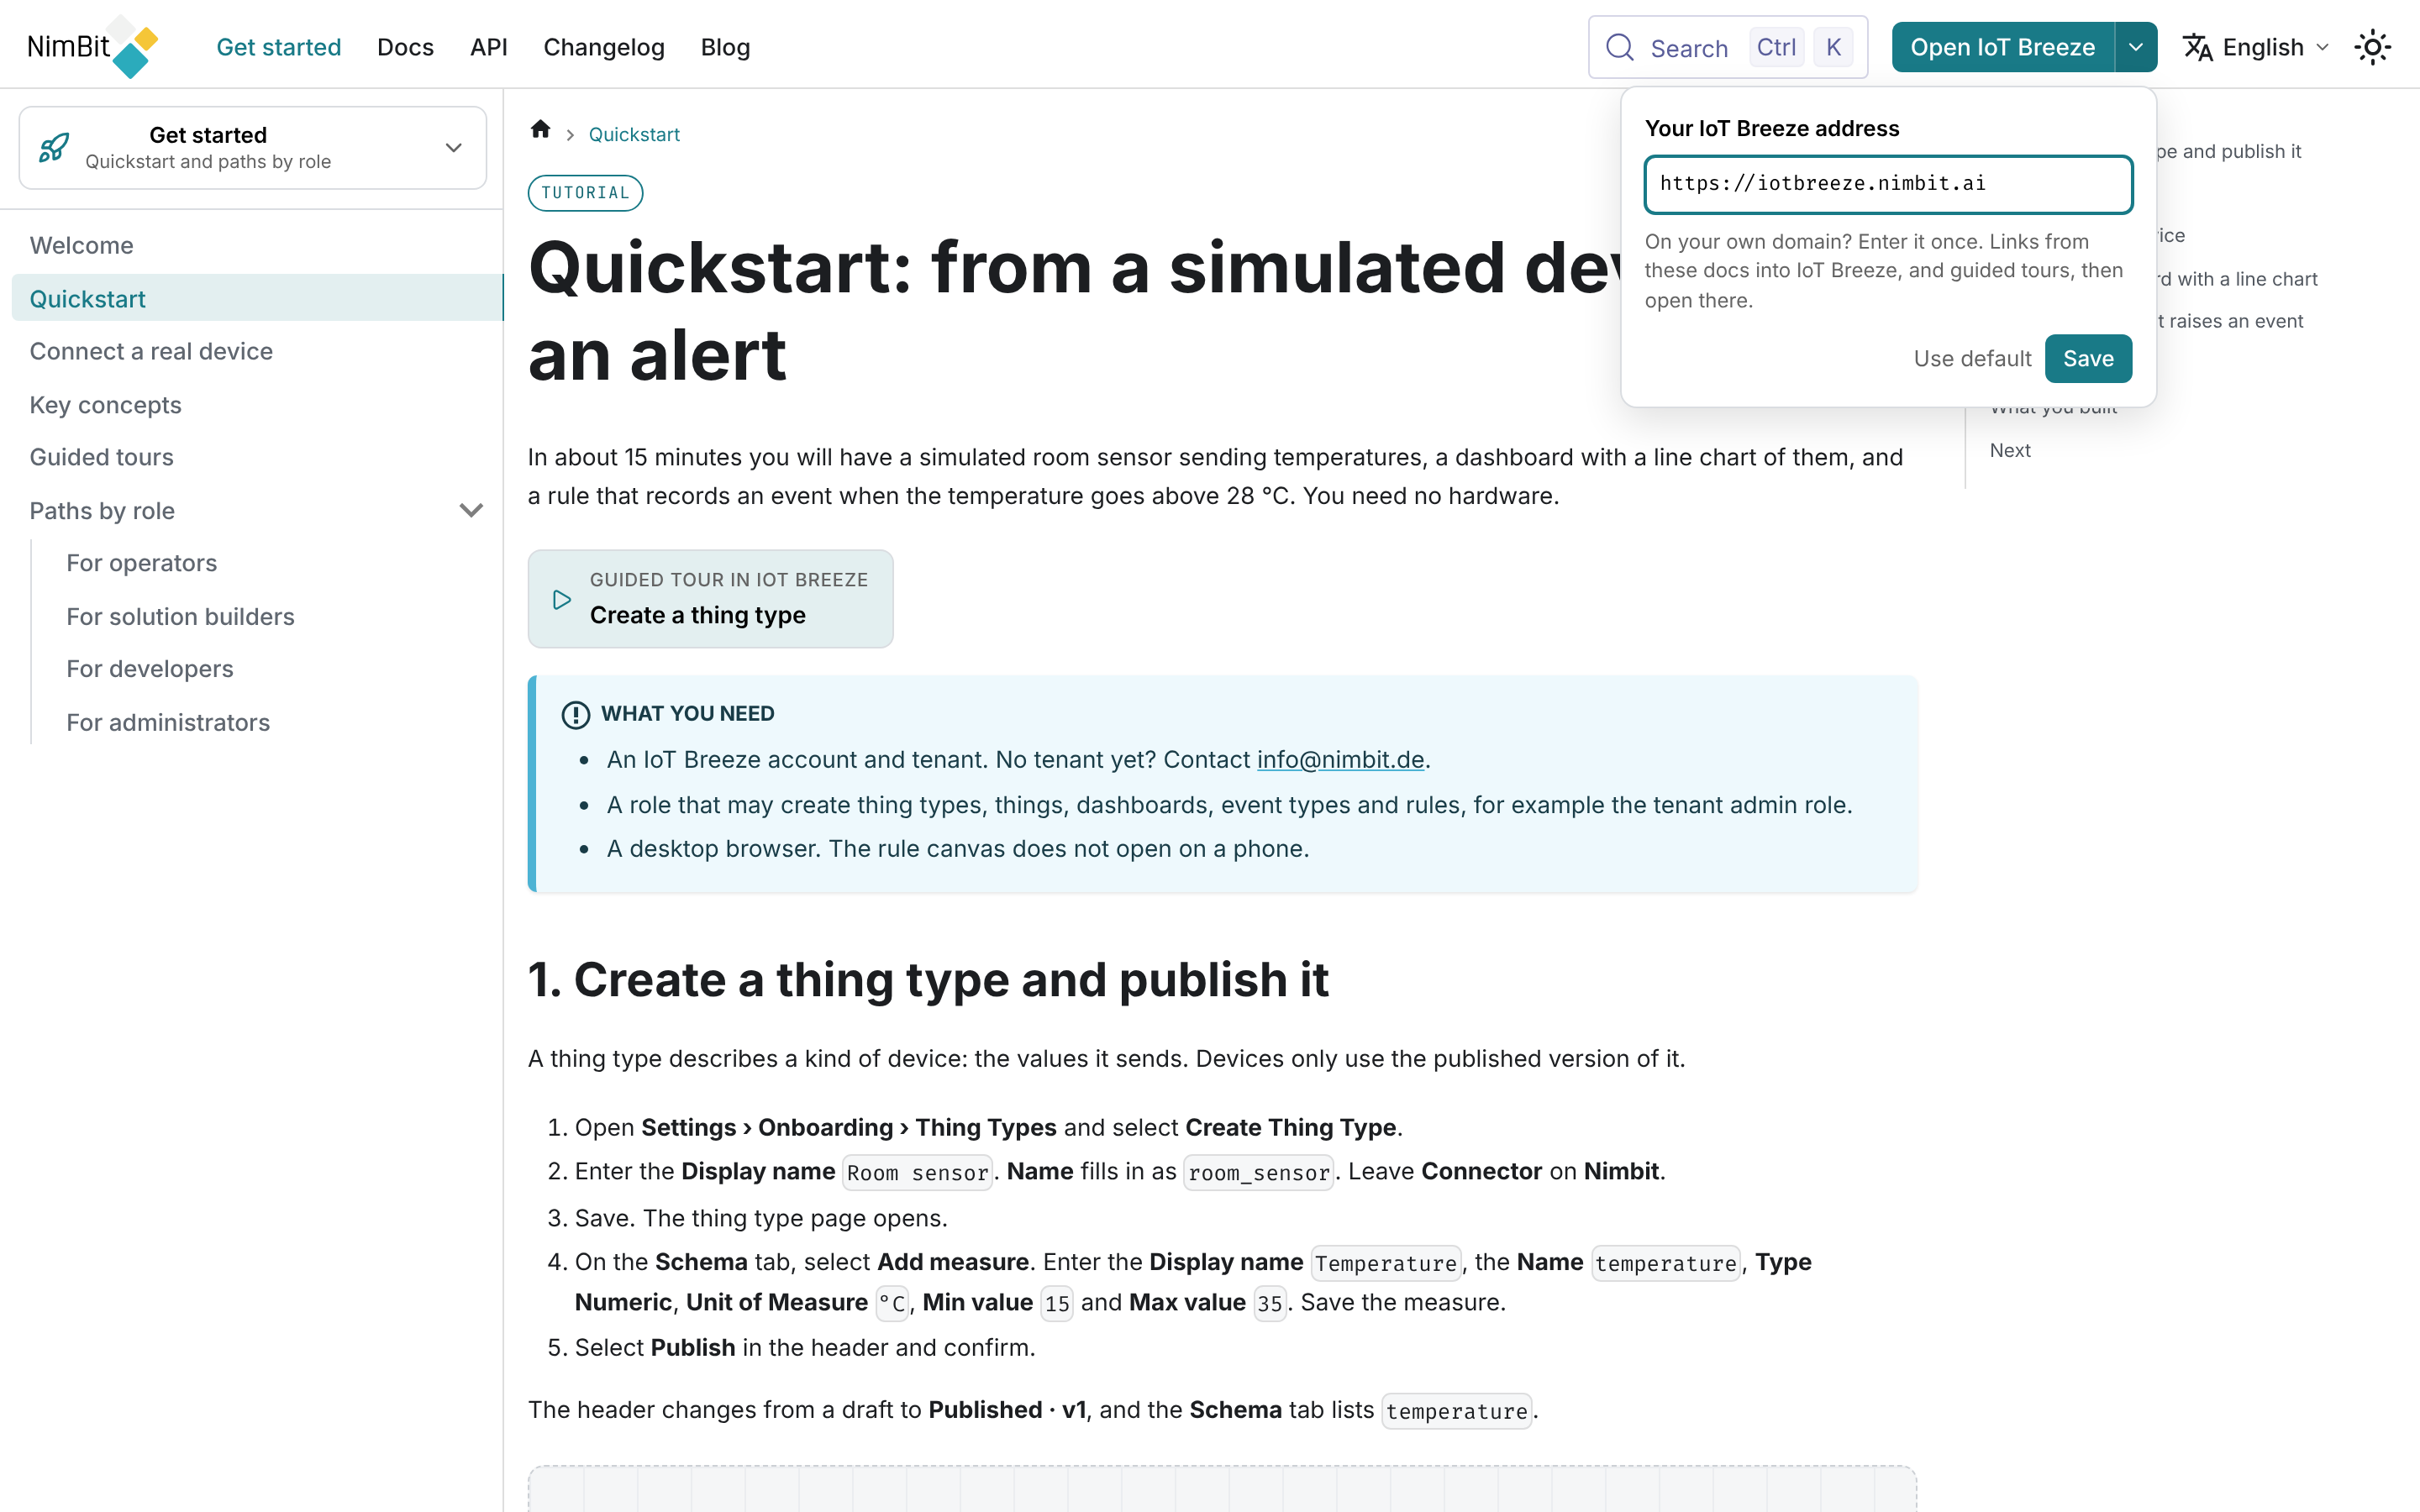 NimBit
Get started
Docs
API
Changelog
Blog
Search Ctrl K
Open IoT Breeze
English
Get started
Quickstart and paths by role
Welcome
Quickstart
Connect a real device
Key concepts
Guided tours
Paths by role
For operators
For solution builders
For developers
For administrators
Quickstart
TUTORIAL
Quickstart: from a simulated
an alert
In about 15 minutes you will have a simulated room sensor sending temperatures, a dashboard with a line chart of them, and
a rule that records an event when the temperature goes above 28 °C. You need no hardware.
GUIDED TOUR IN IOT BREEZE
Create a thing type
WHAT YOU NEED
• An IoT Breeze account and tenant. No tenant yet? Contact info@nimbit.de.
• A role that may create thing types, things, dashboards, event types and rules, for example the tenant admin role.
• A desktop browser. The rule canvas does not open on a phone.
1. Create a thing type and publish it
A thing type describes a kind of device: the values it sends. Devices only use the published version of it.
1. Open Settings › Onboarding › Thing Types and select Create Thing Type.
2. Enter the Display name Room sensor. Name fills in as room_sensor. Leave Connector on Nimbit.
3. Save. The thing type page opens.
4. On the Schema tab, select Add measure. Enter the Display name Temperature, the Name temperature, Type
Numeric, Unit of Measure °C, Min value 15 and Max value 35. Save the measure.
5. Select Publish in the header and confirm.
The header changes from a draft to Published · v1, and the Schema tab lists temperature.
Your IoT Breeze address
https://iotbreeze.nimbit.ai
On your own domain? Enter it once. Links from
these docs into IoT Breeze, and guided tours, then
open there.
Use default
Save
and publish it
with a line chart
raises an event
What you built
Next